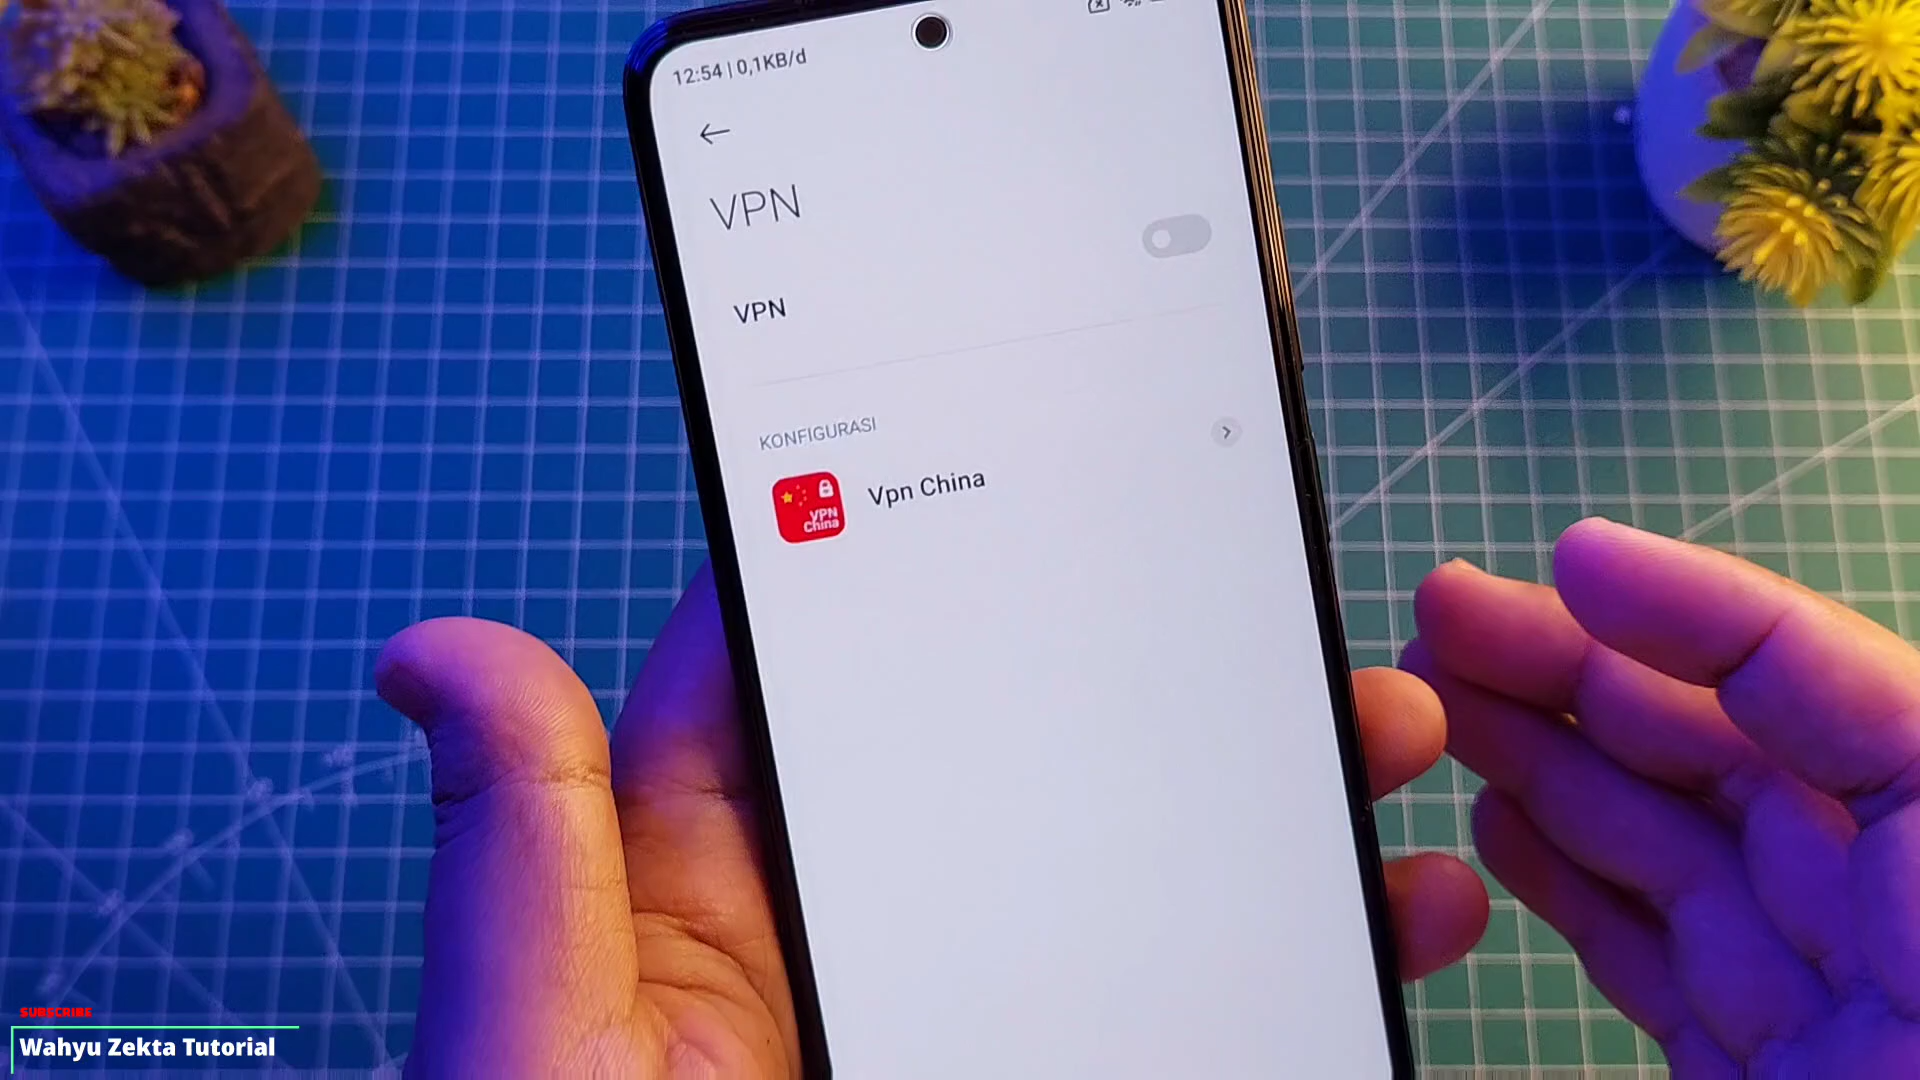 12:54 | 0,1KB/d
VPN
VPN
KONFIGURASI
VPN
China
Vpn China
SUBSCRIBE
Wahyu Zekta Tutorial